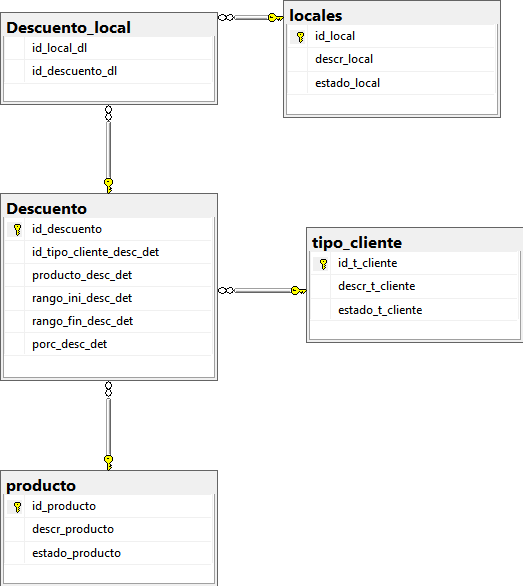 Descuento_local
id_local_dl
id_descuento_dl
locales
id_local
descr_local
estado_local
Descuento
id_descuento
id_tipo_cliente_desc_det
producto_desc_det
rango_ini_desc_det
rango_fin_desc_det
porc_desc_det
tipo_cliente
id_t_cliente
descr_t_cliente
estado_t_cliente
producto
id_producto
descr_producto
estado_producto